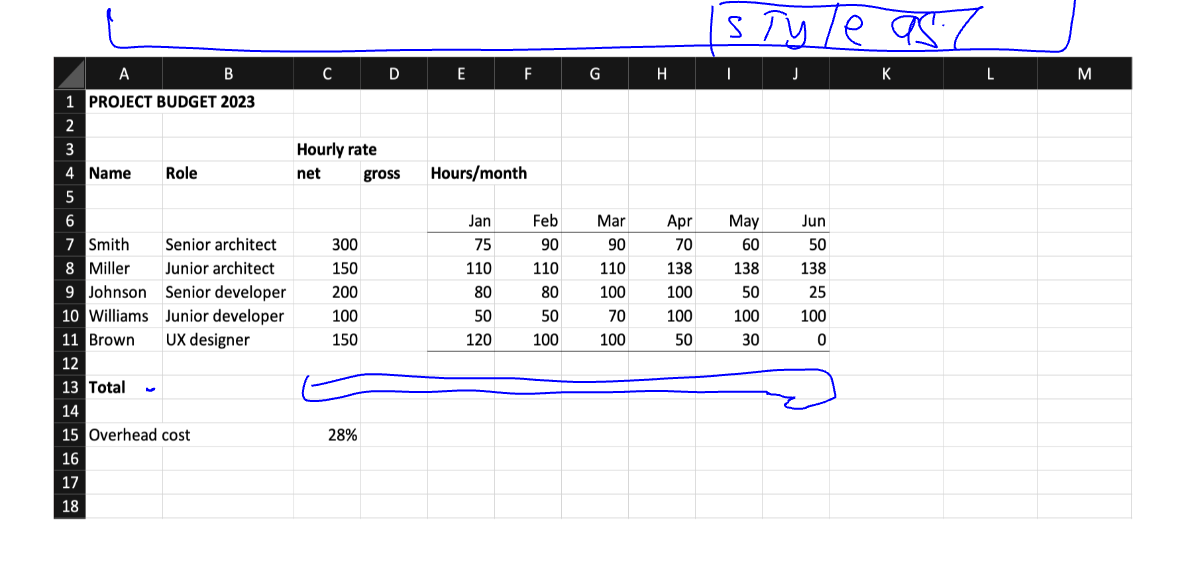 A B C D E F G H I J K L M
1 PROJECT BUDGET 2023
2
3 Hourly rate
4 Name Role net gross Hours/month
5
6 Jan Feb Mar Apr May Jun
7 Smith Senior architect 300 75 90 90 70 60 50
8 Miller Junior architect 150 110 110 110 138 138 138
9 Johnson Senior developer 200 80 80 100 100 50 25
10 Williams Junior developer 100 50 50 70 100 100 100
11 Brown UX designer 150 120 100 100 50 30 0
12
13 Total
14
15 Overhead cost 28%
16
17
18